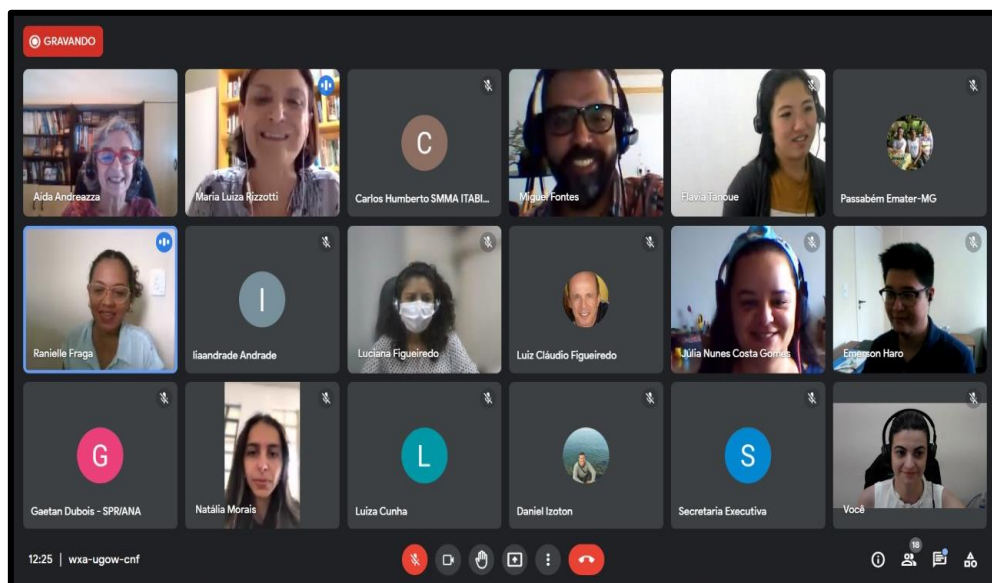 GRAVANDO
Aída Andreazza
Maria Luiza Rizzotti
C
Carlos Humberto SMMA ITABI...
Miguel Fontes
Flavia Tanoue
Passabém Emater-MG
Ranielle Fraga
I
liaandrade Andrade
Luciana Figueiredo
Luiz Cláudio Figueiredo
Júlia Nunes Costa Gomes
Emerson Haro
G
Gaetan Dubois - SPR/ANA
Natália Morais
L
Luiza Cunha
Daniel Izoton
S
Secretaria Executiva
Você
12:25 | wxa-ugow-cnf
18